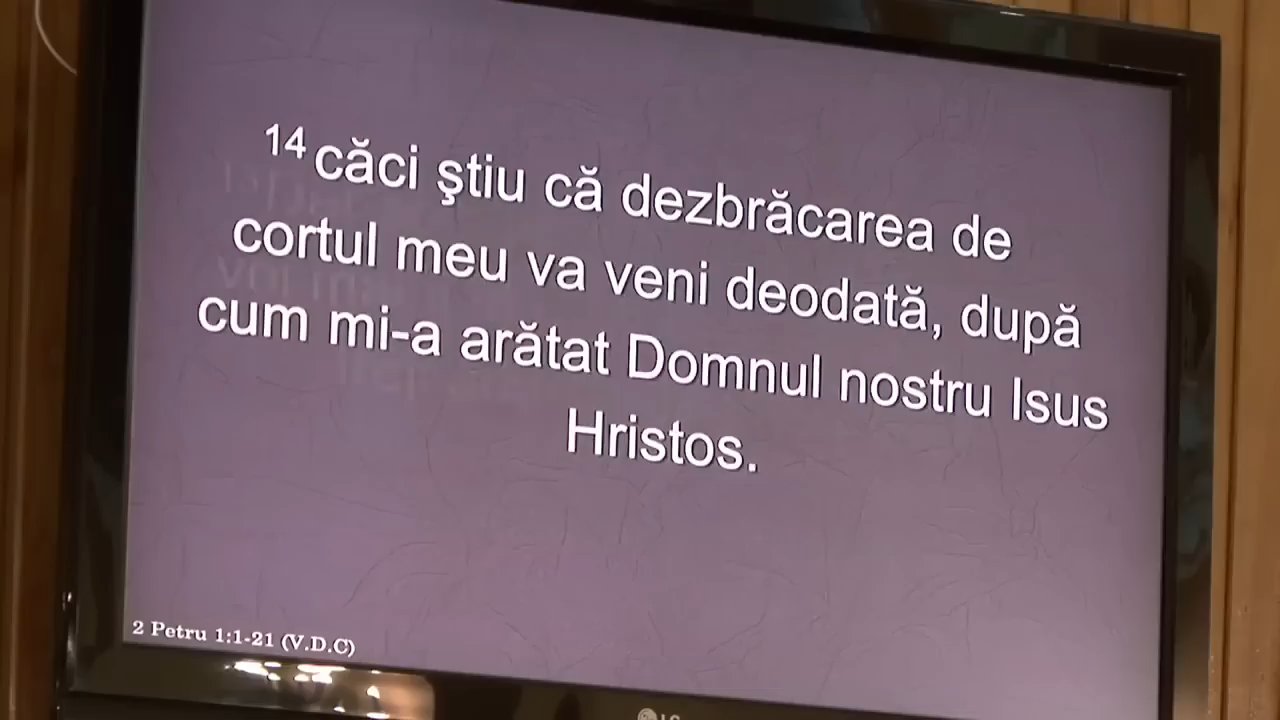 14 căci ştiu că dezbrăcarea de
cortul meu va veni deodată, după
cum mi-a arătat Domnul nostru Isus
Hristos.
2 Petru 1:1-21 (V.D.C)
LG